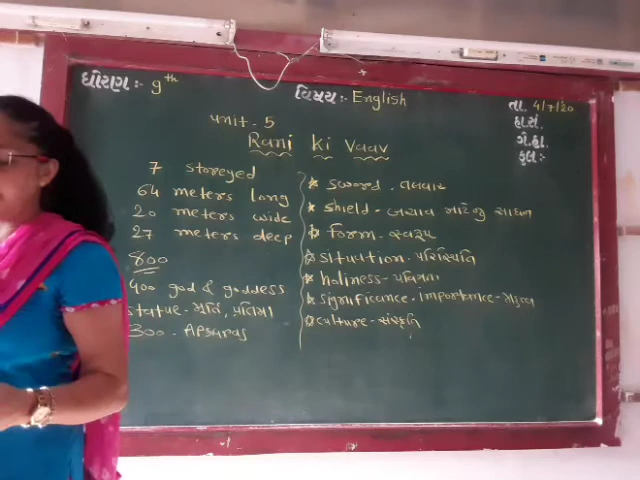 ધોરણ :- 9th
વિષય :- English
તા. 4/7/20
હા.સં.
ગે.હા.
કુલ :-
unit - 5
Rani ki Vaav
7 storeyed
64 meters long
20 meters wide
27 meters deep
800
400 god & goddess
statue - મૂર્તિ, પ્રતિમા
300 - Apsaras
* sword - તલવાર
* shield - બચાવ માટેનું સાધન
* form - સ્વરૂપ
* situation - પરિસ્થિતિ
* holiness - પવિત્રતા
* significance - importance - મહત્વ
* culture - સંસ્કૃતિ